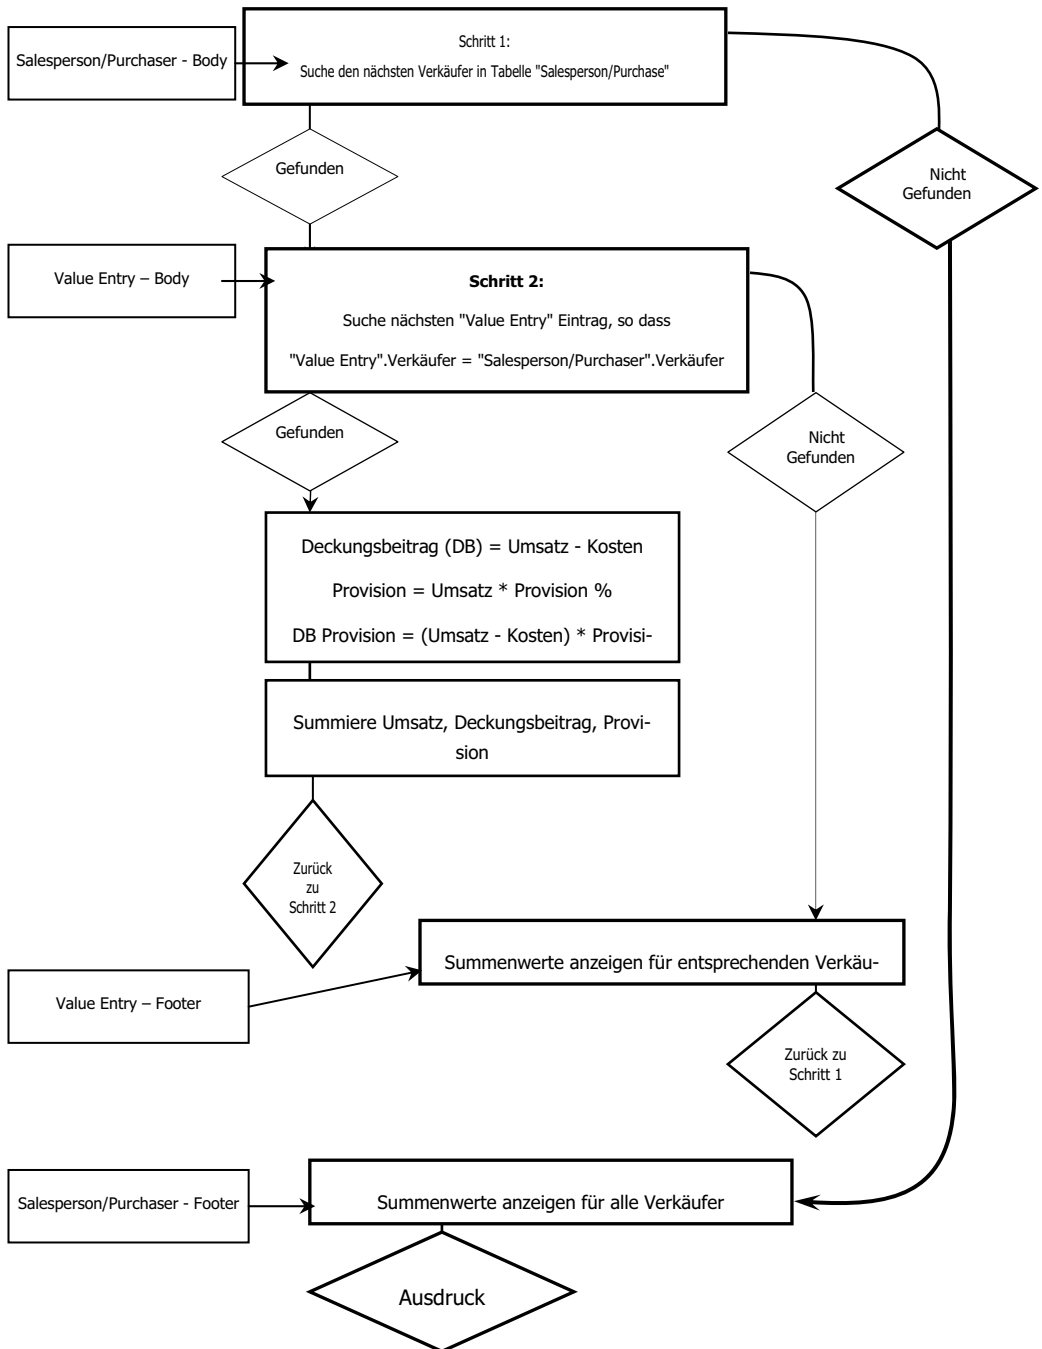 Salesperson/Purchaser - Body
Schritt 1:
Suche den nächsten Verkäufer in Tabelle "Salesperson/Purchase"
Gefunden
Nicht
Gefunden
Value Entry – Body
Schritt 2:
Suche nächsten "Value Entry" Eintrag, so dass
"Value Entry".Verkäufer = "Salesperson/Purchaser".Verkäufer
Gefunden
Nicht
Gefunden
Deckungsbeitrag (DB) = Umsatz - Kosten
Provision = Umsatz * Provision %
DB Provision = (Umsatz - Kosten) * Provisi-
Summiere Umsatz, Deckungsbeitrag, Provi-
sion
Zurück
zu
Schritt 2
Summenwerte anzeigen für entsprechenden Verkäu-
Value Entry – Footer
Zurück zu
Schritt 1
Salesperson/Purchaser - Footer
Summenwerte anzeigen für alle Verkäufer
Ausdruck